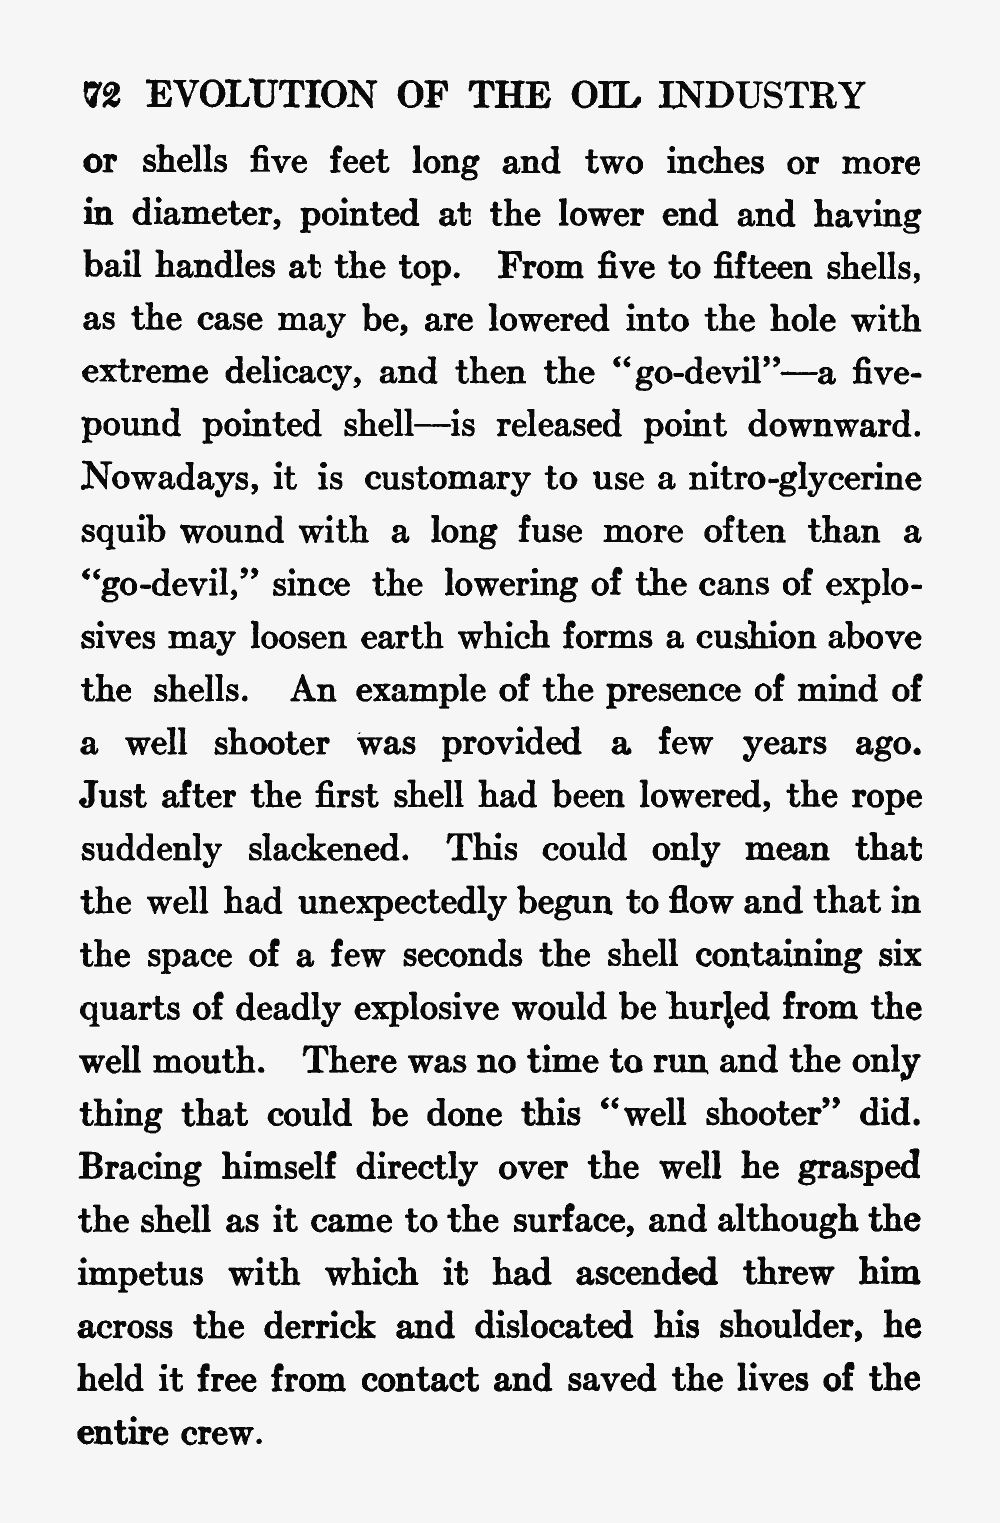 72 EVOLUTION OF THE OIL INDUSTRY
or shells five feet long and two inches or more
in diameter, pointed at the lower end and having
bail handles at the top. From five to fifteen shells,
as the case may be, are lowered into the hole with
extreme delicacy, and then the “go-devil”—a five-
pound pointed shell—is released point downward.
Nowadays, it is customary to use a nitro-glycerine
squib wound with a long fuse more often than a
“go-devil,” since the lowering of the cans of explo-
sives may loosen earth which forms a cushion above
the shells. An example of the presence of mind of
a well shooter was provided a few years ago.
Just after the first shell had been lowered, the rope
suddenly slackened. This could only mean that
the well had unexpectedly begun to flow and that in
the space of a few seconds the shell containing six
quarts of deadly explosive would be hurled from the
well mouth. There was no time to run and the only
thing that could be done this “well shooter” did.
Bracing himself directly over the well he grasped
the shell as it came to the surface, and although the
impetus with which it had ascended threw him
across the derrick and dislocated his shoulder, he
held it free from contact and saved the lives of the
entire crew.